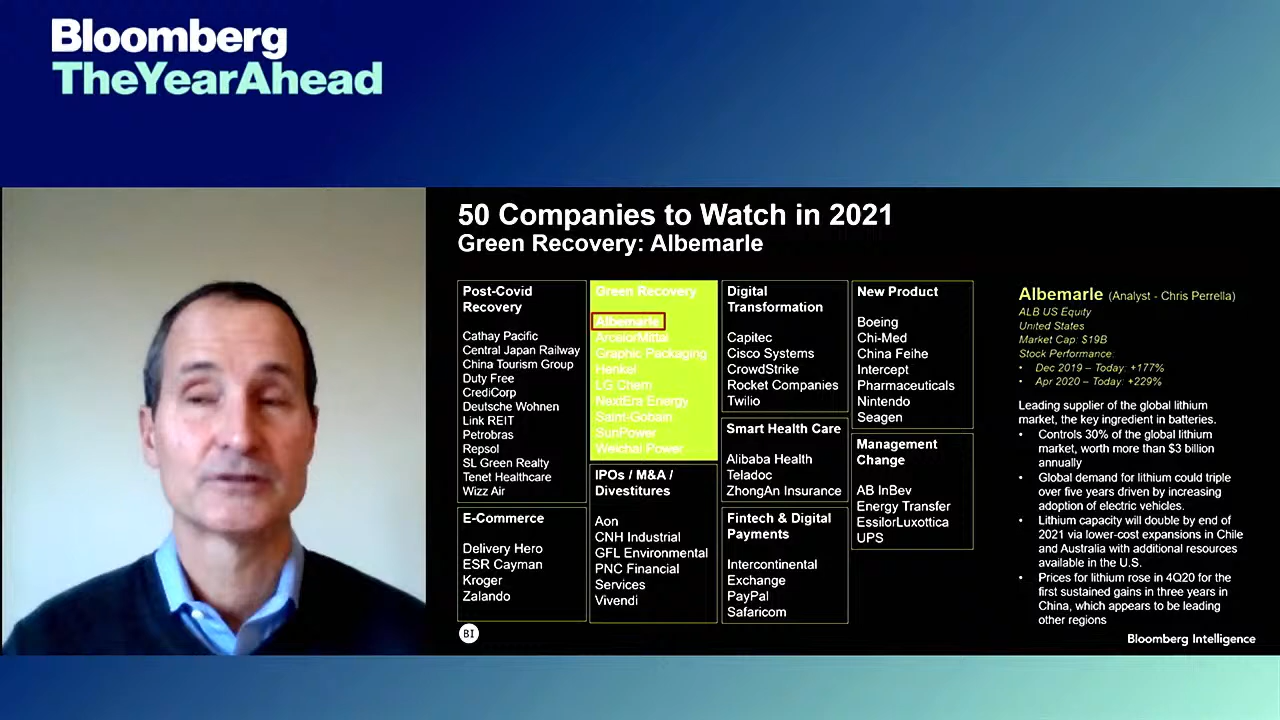 Bloomberg
TheYearAhead
50 Companies to Watch in 2021
Green Recovery: Albemarle
Post-Covid
Recovery
Cathay Pacific
Central Japan Railway
China Tourism Group
Duty Free
CrediCorp
Deutsche Wohnen
Link REIT
Petrobras
Repsol
SL Green Realty
Tenet Healthcare
Wizz Air
E-Commerce
Delivery Hero
ESR Cayman
Kroger
Zalando
Green Recovery
Albemarle
ArcelorMittal
Graphic Packaging
Henkel
LG Chem
NextEra Energy
Saint-Gobain
SunPower
Weichai Power
IPOs / M&A /
Divestitures
Aon
CNH Industrial
GFL Environmental
PNC Financial
Services
Vivendi
Digital
Transformation
Capitec
Cisco Systems
CrowdStrike
Rocket Companies
Twilio
Smart Health Care
Alibaba Health
Teladoc
ZhongAn Insurance
Fintech & Digital
Payments
Intercontinental
Exchange
PayPal
Safaricom
New Product
Boeing
Chi-Med
China Feihe
Intercept
Pharmaceuticals
Nintendo
Seagen
Management
Change
AB InBev
Energy Transfer
EssilorLuxottica
UPS
Albemarle (Analyst - Chris Perrella)
ALB US Equity
United States
Market Cap: $19B
Stock Performance:
• Dec 2019 – Today: +177%
• Apr 2020 – Today: +229%
Leading supplier of the global lithium
market, the key ingredient in batteries.
• Controls 30% of the global lithium
market, worth more than $3 billion
annually
• Global demand for lithium could triple
over five years driven by increasing
adoption of electric vehicles.
• Lithium capacity will double by end of
2021 via lower-cost expansions in Chile
and Australia with additional resources
available in the U.S.
• Prices for lithium rose in 4Q20 for the
first sustained gains in three years in
China, which appears to be leading
other regions
BI
Bloomberg Intelligence